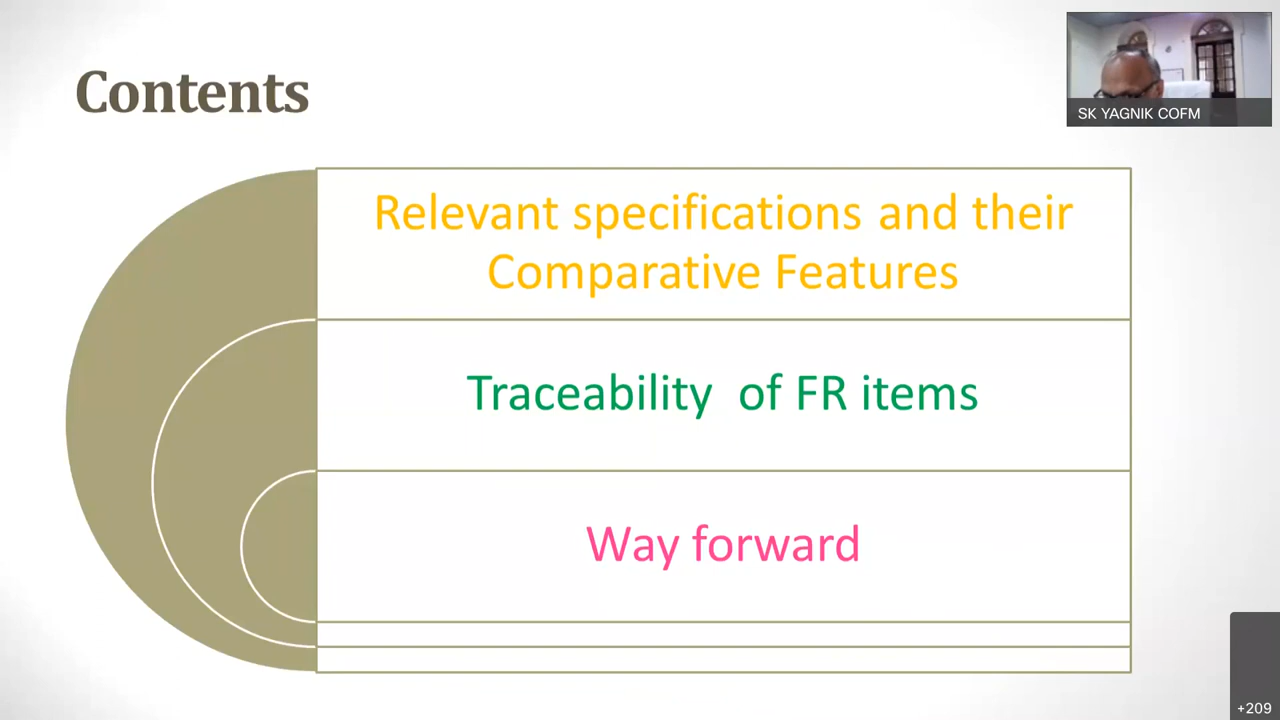 Contents
SK YAGNIK COFM
Relevant specifications and their
Comparative Features
Traceability of FR items
Way forward
+209